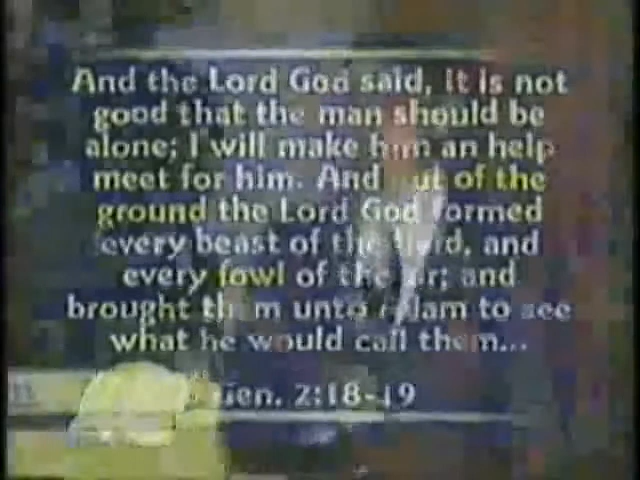 And the Lord God said, it is not
good that the man should be
alone; I will make him an help
meet for him. And out of the
ground the Lord God formed
every beast of the field, and
every fowl of the air; and
brought them unto Adam to see
what he would call them...
Gen. 2:18-19